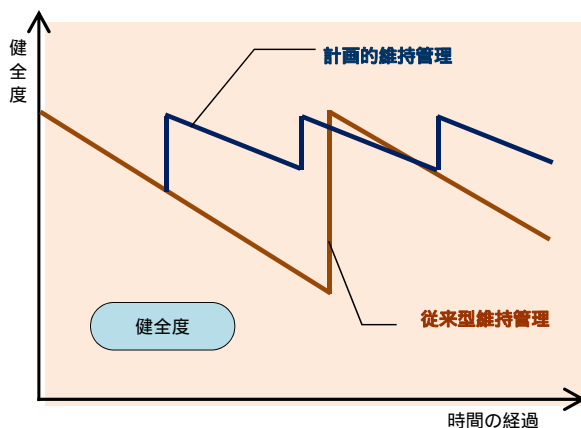 健全度
計画的維持管理
健全度
従来型維持管理
時間の経過